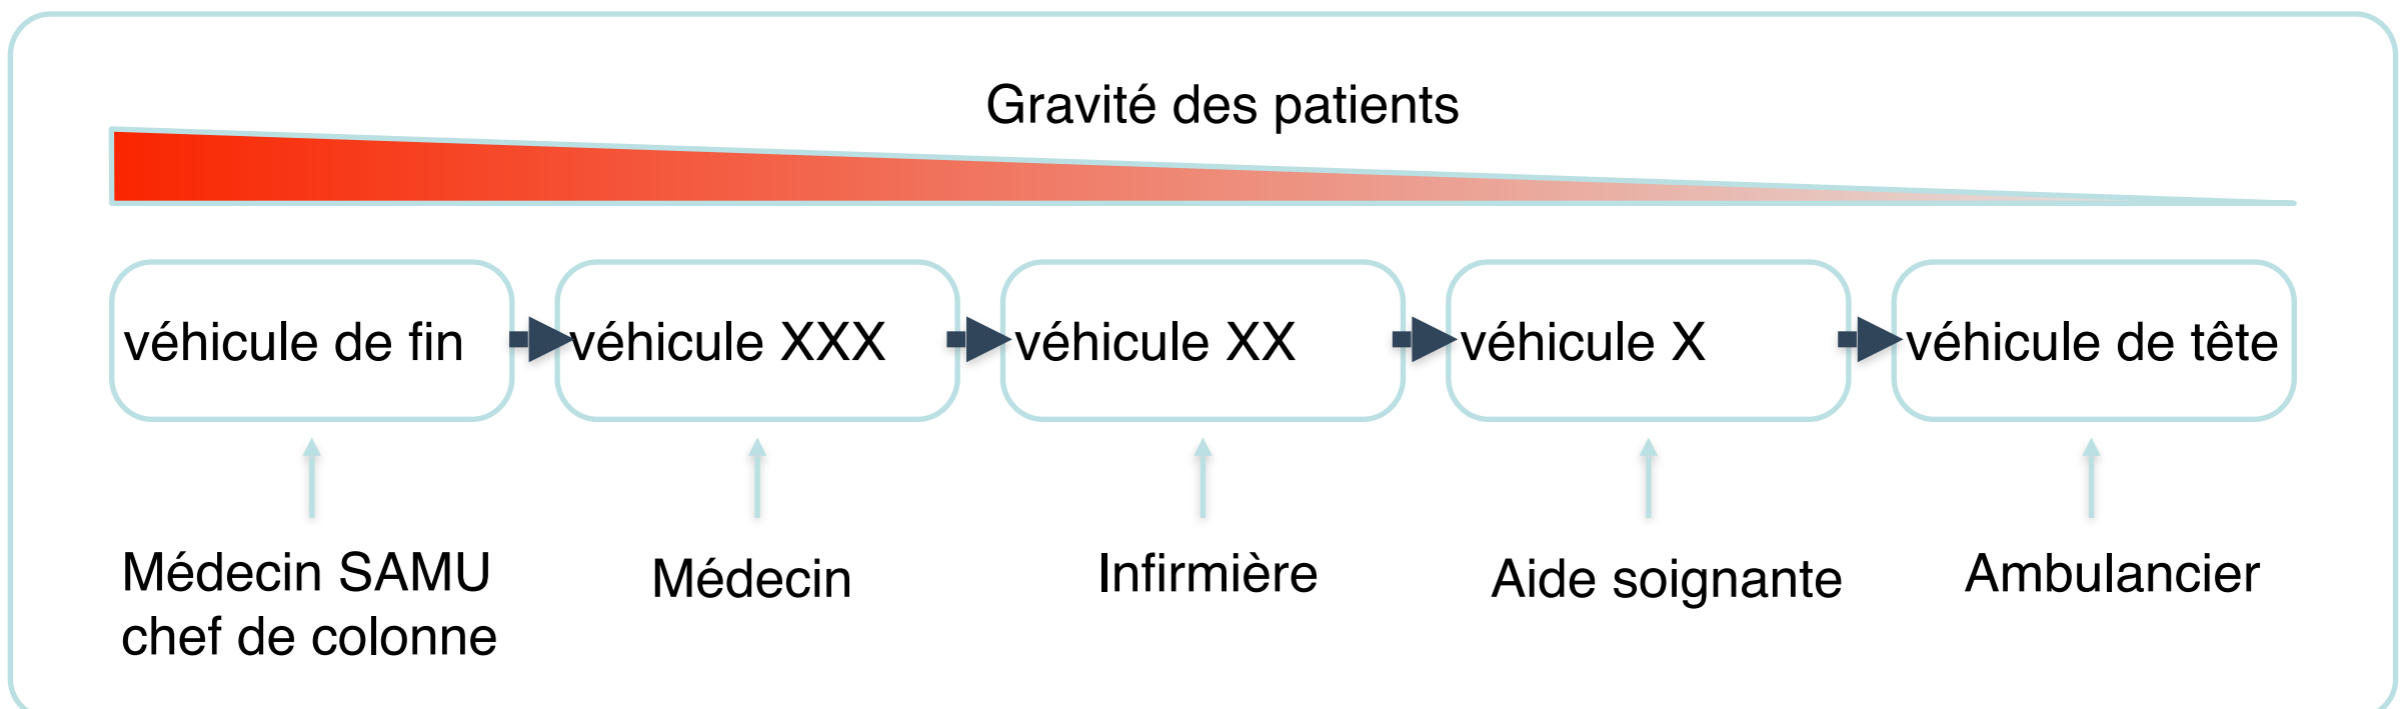 Gravité des patients
véhicule de fin
véhicule XXX
véhicule XX
véhicule X
véhicule de tête
Médecin SAMU
chef de colonne
Médecin
Infirmière
Aide soignante
Ambulancier